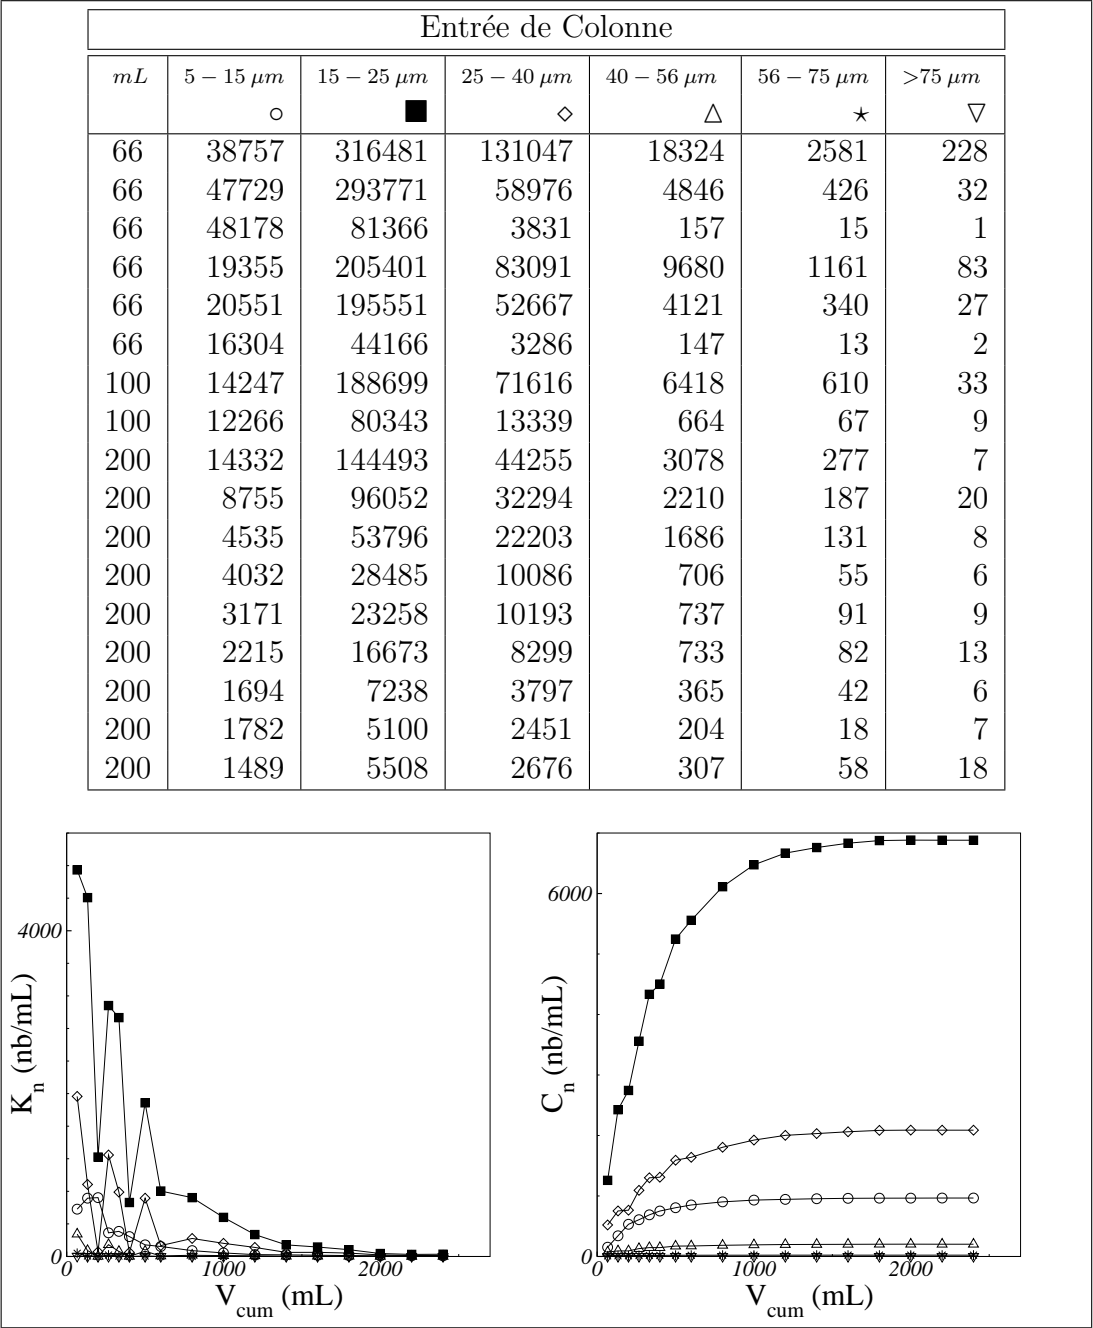 Entrée de Colonne
mL 5 – 15 µm 15 – 25 µm 25 – 40 µm 40 – 56 µm 56 – 75 µm >75 µm
○ ■ ◇ △ ⋆ ▽
66 38757 316481 131047 18324 2581 228
66 47729 293771 58976 4846 426 32
66 48178 81366 3831 157 15 1
66 19355 205401 83091 9680 1161 83
66 20551 195551 52667 4121 340 27
66 16304 44166 3286 147 13 2
100 14247 188699 71616 6418 610 33
100 12266 80343 13339 664 67 9
200 14332 144493 44255 3078 277 7
200 8755 96052 32294 2210 187 20
200 4535 53796 22203 1686 131 8
200 4032 28485 10086 706 55 6
200 3171 23258 10193 737 91 9
200 2215 16673 8299 733 82 13
200 1694 7238 3797 365 42 6
200 1782 5100 2451 204 18 7
200 1489 5508 2676 307 58 18
4000
0
K_n (nb/mL)
0 1000 2000
V_cum (mL)
6000
0
C_n (nb/mL)
0 1000 2000
V_cum (mL)